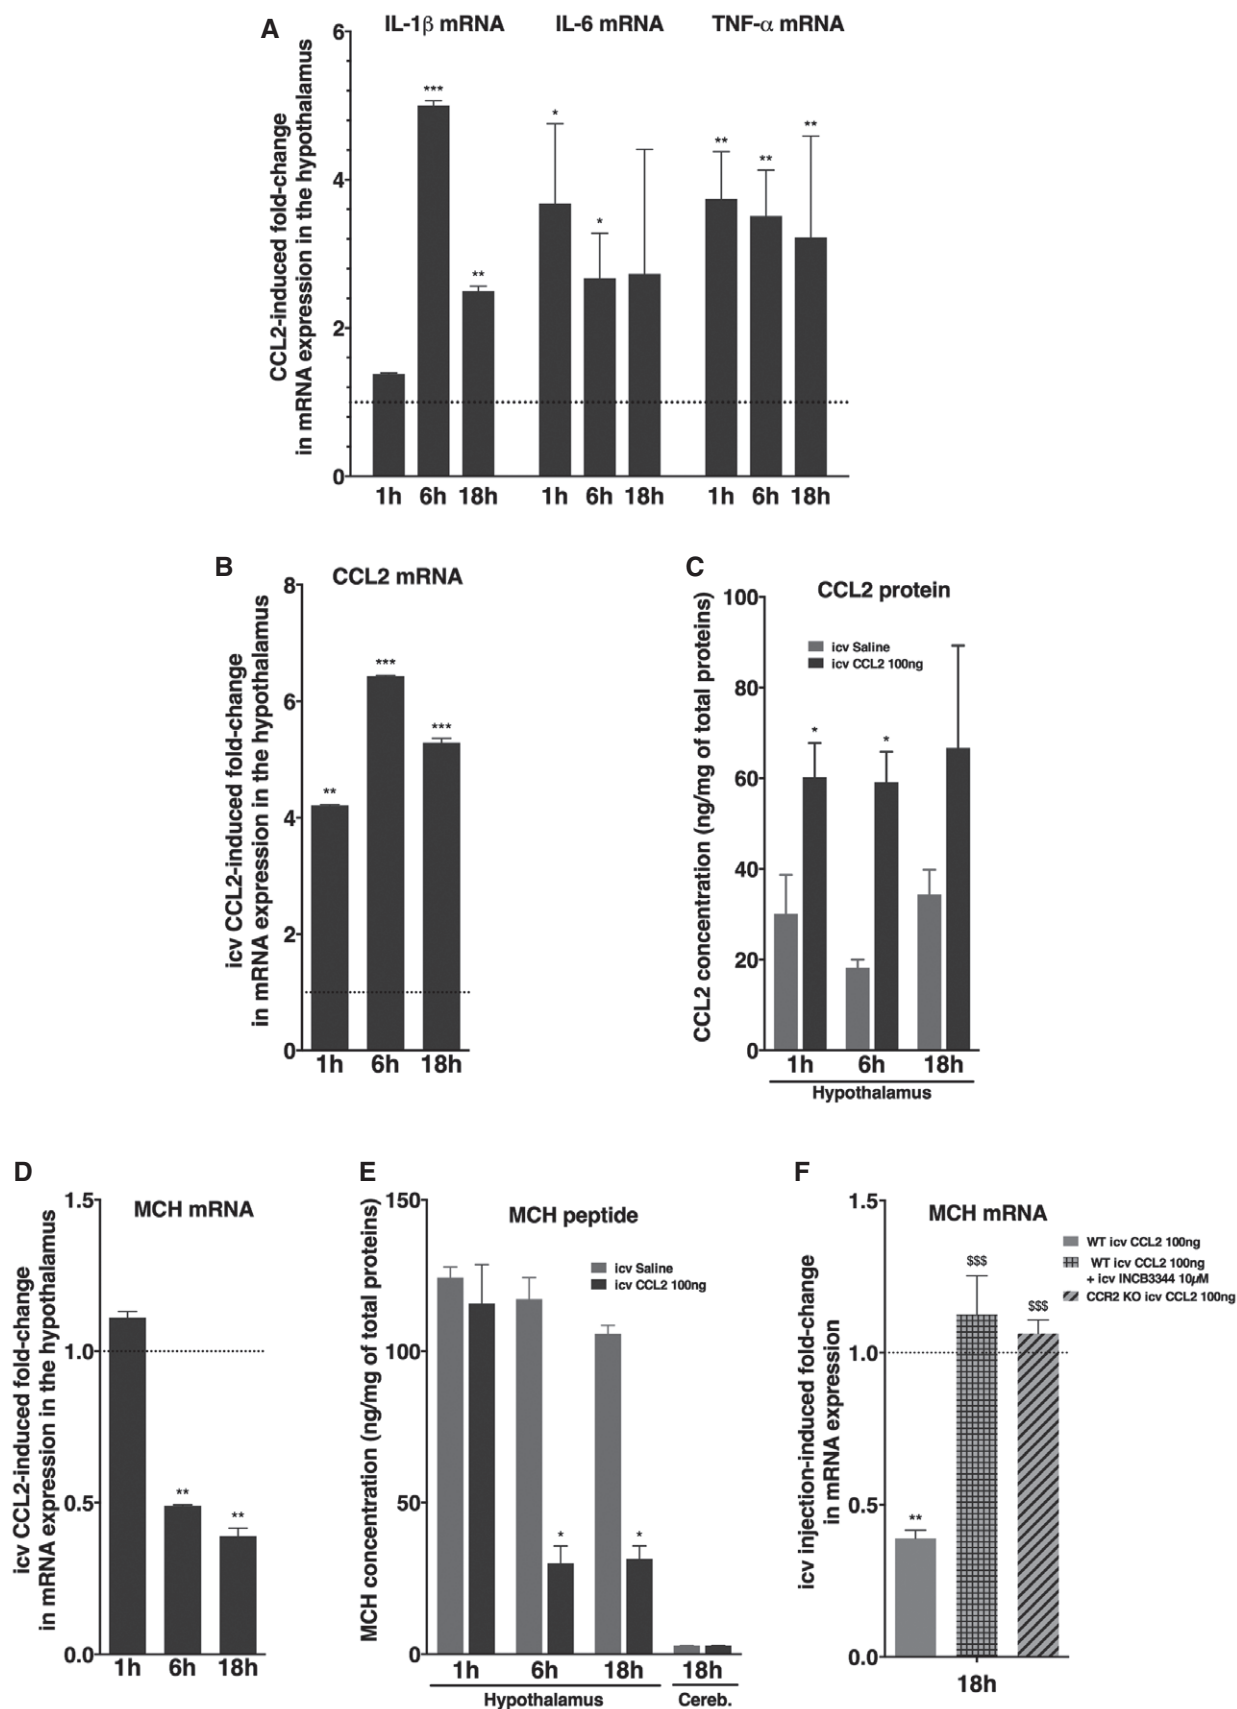 A
IL-1β mRNA IL-6 mRNA TNF-α mRNA
CCL2-induced fold-change
in mRNA expression in the hypothalamus
6
4
2
0
***
**
*
*
**
**
**
1h 6h 18h 1h 6h 18h 1h 6h 18h
B
CCL2 mRNA
icv CCL2-induced fold-change
in mRNA expression in the hypothalamus
8
6
4
2
0
**
***
***
1h 6h 18h
C
CCL2 protein
CCL2 concentration (ng/mg of total proteins)
100
80
60
40
20
0
icv Saline
icv CCL2 100ng
*
*
1h 6h 18h
Hypothalamus
D
MCH mRNA
icv CCL2-induced fold-change
in mRNA expression in the hypothalamus
1.5
1.0
0.5
0.0
**
**
1h 6h 18h
E
MCH peptide
MCH concentration (ng/mg of total proteins)
150
100
50
0
icv Saline
icv CCL2 100ng
*
*
1h 6h 18h 18h
Hypothalamus Cereb.
F
MCH mRNA
icv injection-induced fold-change
in mRNA expression
1.5
1.0
0.5
0.0
WT icv CCL2 100ng
WT icv CCL2 100ng
+ icv INCB3344 10µM
CCR2 KO icv CCL2 100ng
**
$$$
$$$
18h